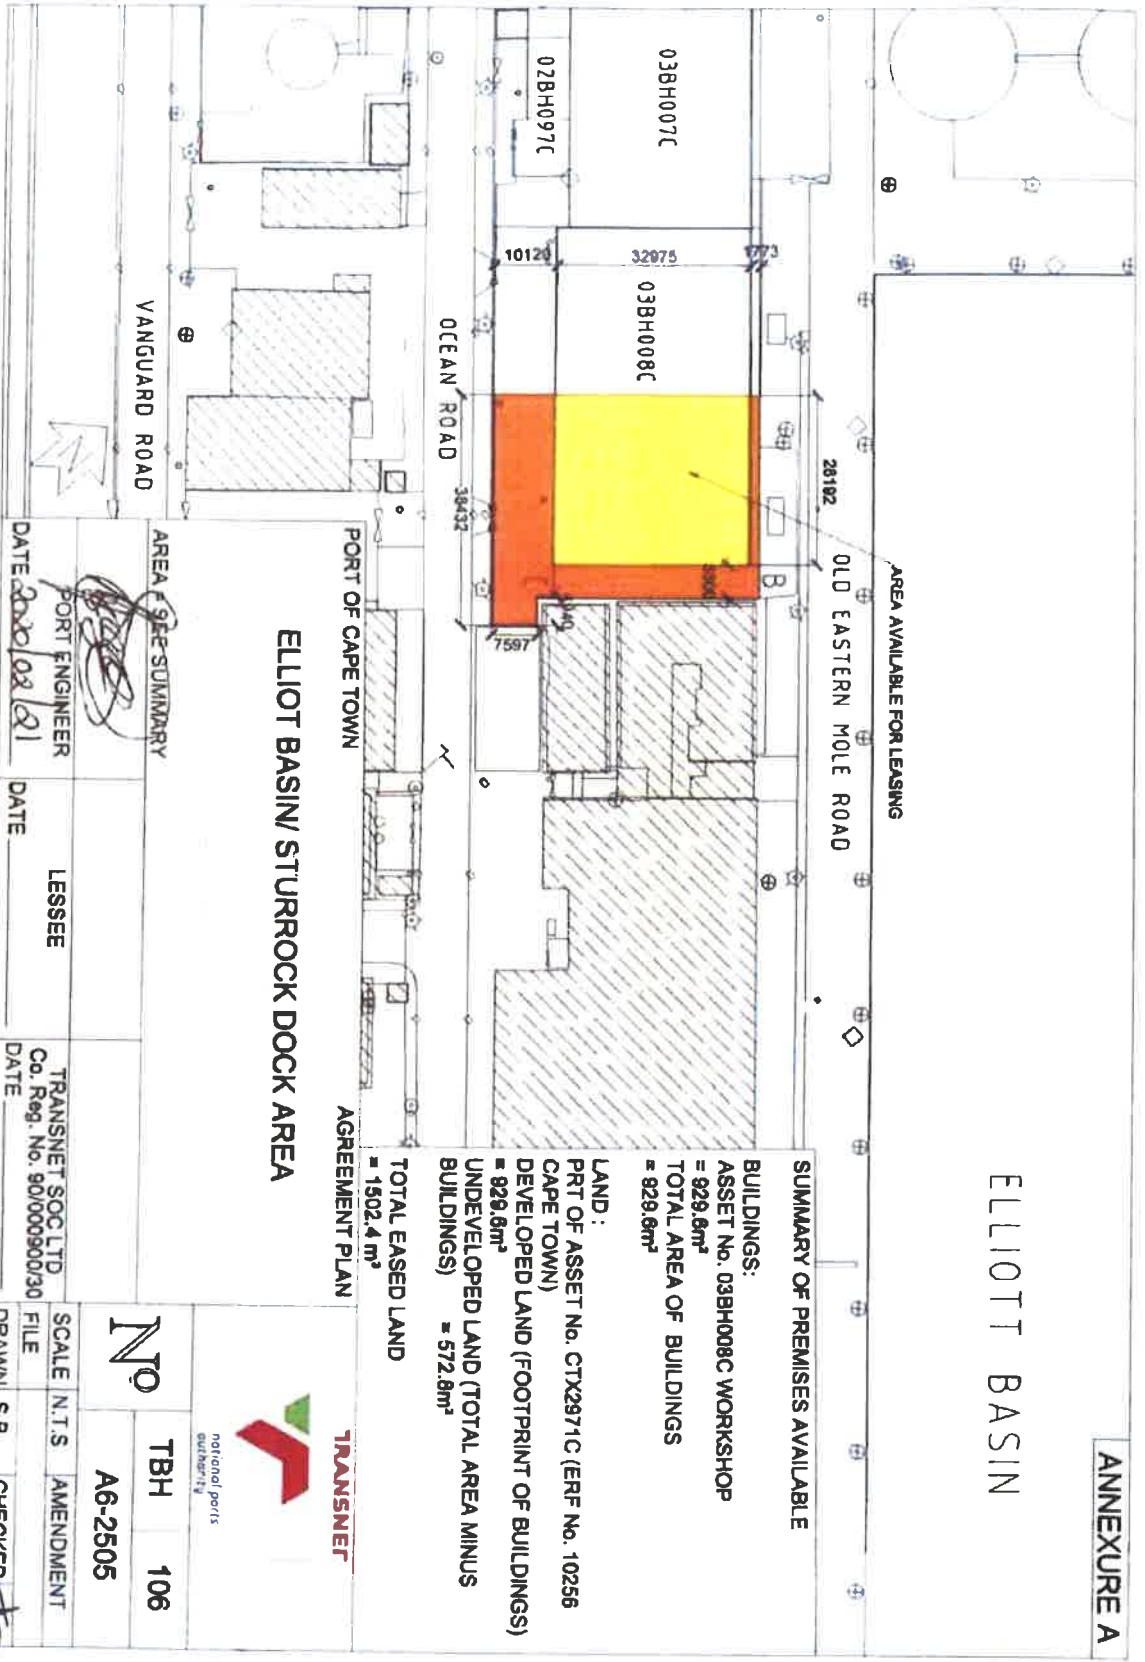 ANNEXURE A
ELLIOTT BASIN
AREA AVAILABLE FOR LEASING
OLD EASTERN MOLE ROAD
28192
03BH007C
02BH097C
03BH008C
1773
32975
10120
B
7597
38432
OCEAN ROAD
VANGUARD ROAD
SUMMARY OF PREMISES AVAILABLE
BUILDINGS:
ASSET No. 03BH008C WORKSHOP
= 929.6m²
TOTAL AREA OF BUILDINGS
= 929.6m²
LAND :
PRT OF ASSET No. CTX2971C (ERF No. 10256
CAPE TOWN)
DEVELOPED LAND (FOOTPRINT OF BUILDINGS)
= 929.6m²
UNDEVELOPED LAND (TOTAL AREA MINUS
BUILDINGS) = 572.8m²
TOTAL EASED LAND
= 1502.4 m²
PORT OF CAPE TOWN
AGREEMENT PLAN
ELLIOT BASIN/ STURROCK DOCK AREA
AREA = SEE SUMMARY
PORT ENGINEER
DATE 2020/02/21
LESSEE
DATE
TRANSNET SOC LTD
Co. Reg. No. 90/000900/30
DATE
TRANSNET
national ports
authority
No
TBH 106
A6-2505
SCALE N.T.S AMENDMENT
FILE
DRAWN S.P. CHECKED